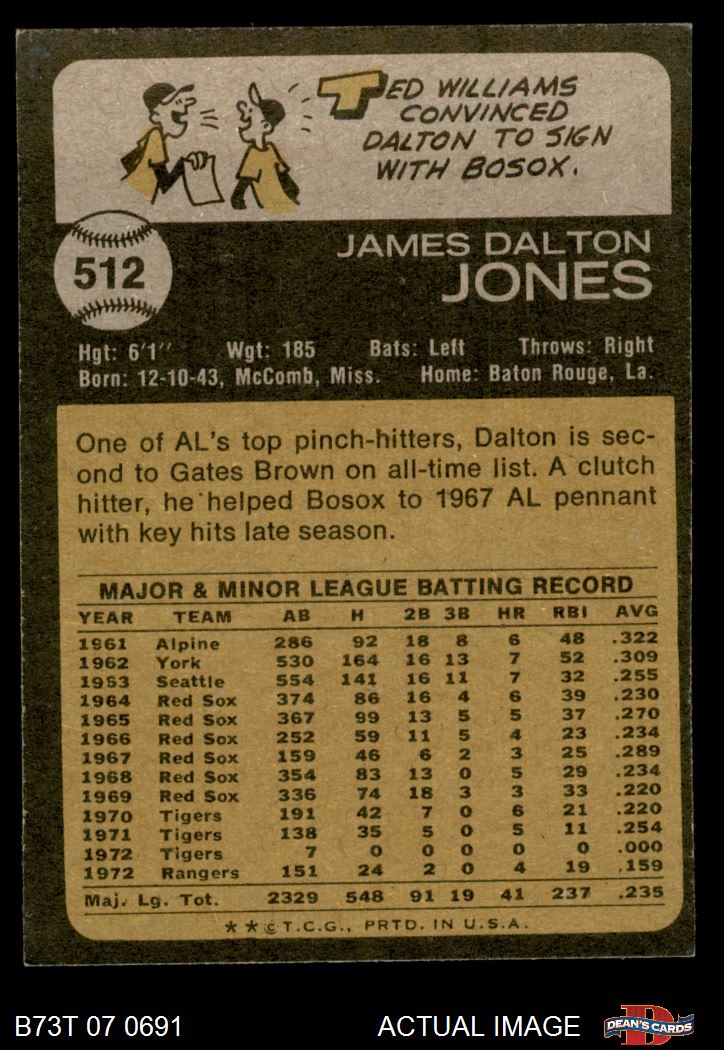 TED WILLIAMS
CONVINCED
DALTON TO SIGN
WITH BOSOX.
512
JAMES DALTON
JONES
Hgt: 6'1" Wgt: 185 Bats: Left Throws: Right
Born: 12-10-43, McComb, Miss. Home: Baton Rouge, La.
One of AL's top pinch-hitters, Dalton is sec-
ond to Gates Brown on all-time list. A clutch
hitter, he helped Bosox to 1967 AL pennant
with key hits late season.
MAJOR & MINOR LEAGUE BATTING RECORD
YEAR TEAM AB H 2B 3B HR RBI AVG
1961 Alpine 286 92 18 8 6 48 .322
1962 York 530 164 16 13 7 52 .309
1963 Seattle 554 141 16 11 7 32 .255
1964 Red Sox 374 86 16 4 6 39 .230
1965 Red Sox 367 99 13 5 5 37 .270
1966 Red Sox 252 59 11 5 4 23 .234
1967 Red Sox 159 46 6 2 3 25 .289
1968 Red Sox 354 83 13 0 5 29 .234
1969 Red Sox 336 74 18 3 3 33 .220
1970 Tigers 191 42 7 0 6 21 .220
1971 Tigers 138 35 5 0 5 11 .254
1972 Tigers 7 0 0 0 0 0 .000
1972 Rangers 151 24 2 0 4 19 .159
Maj. Lg. Tot. 2329 548 91 19 41 237 .235
★★©T.C.G., PRTD. IN U.S.A.
B73T 07 0691 ACTUAL IMAGE
D
DEAN'S CARDS